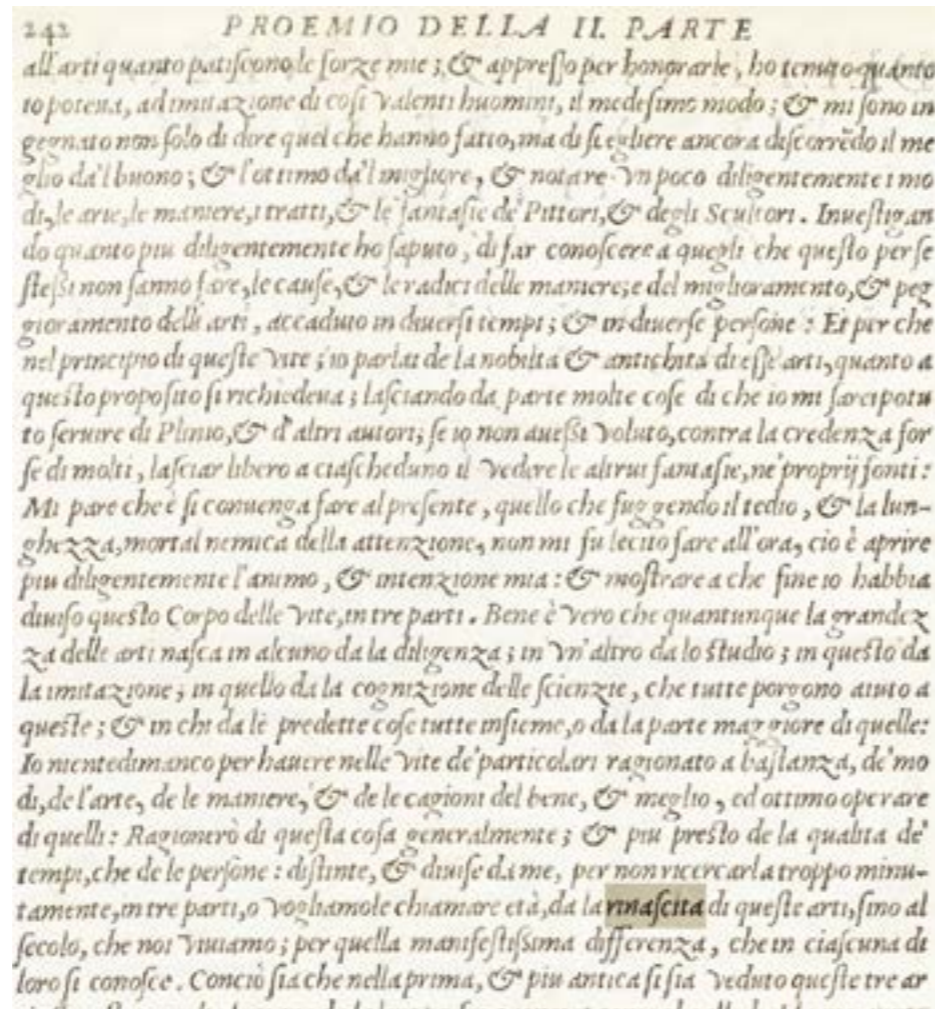 242 PROEMIO DELLA II. PARTE
all'arti quanto patiſcono le forze mie; & appreſſo per honorarle, ho tenuto quanto
io poteua, ad imitazione di coſi valenti huomini, il medeſimo modo; & mi ſono in
gegnato non ſolo di dire quel che hanno fatto, ma di ſcegliere ancora diſcorrẽdo il me
glio da'l buono; & l'ottimo da'l migliore, & notare vn poco diligentemente i mo
di, le arie, le maniere, i tratti, & le fantaſie de' Pittori, & degli Scultori. Inueſtigan
do quanto piu diligentemente ho ſaputo, di far conoſcere a quegli che queſto per ſe
ſteſsi non ſanno fare, le cauſe, & le radici delle maniere; e del miglioramento, & peg
gioramento delli arti, accaduto in diuerſi tempi; & in diuerſe perſone: Et per che
nel principio di queſte vite; io parlai de la nobilta & antichita di eſſe arti, quanto a
queſto propoſito ſi richiedeua; laſciando da parte molte coſe di che io mi ſarei potu
to ſeruire di Plinio, & d'altri autori; ſe io non aueſsi voluto, contra la credenza for
ſe di molti, laſciar libero a ciaſcheduno il vedere le altrui fantaſie, ne' proprij fonti:
Mi pare che è ſi conuenga fare al preſente, quello che fuggendo il tedio, & la lun-
ghezza, mortal nemica della attenzione, non mi fu lecito fare all'ora, cio è aprire
piu diligentemente l'animo, & intenzione mia: & moſtrare a che fine io habbia
diuiſo queſto Corpo delle vite, in tre parti. Bene è vero che quantunque la grandez
za delle arti naſca in alcuno da la diligenza; in vn'altro da lo ſtudio; in queſto da
la imitazione; in quello da la cognizione delle ſcienzie, che tutte porgono aiuto a
queſte; & in chi da lè predette coſe tutte inſieme, o da la parte maggiore di quelle:
Io nientedimanco per hauere nelle vite de' particolari ragionato a baſtanza, de' mo
di, de l'arte, de le maniere, & de le cagioni del bene, & meglio, ed ottimo operare
di quelli: Ragionerò di queſta coſa generalmente; & piu preſto de la qualita de'
tempi, che de le perſone: diſtinte, & diuiſe da me, per non ricercarla troppo minu-
tamente, in tre parti, o vogliamole chiamare età, da la rinaſcita di queſte arti, ſino al
ſecolo, che noi viuiamo; per quella manifeſtiſsima differenza, che in ciaſcuna di
loro ſi conoſce. Conciò ſia che nella prima, & piu antica ſi ſia veduto queſte tre ar